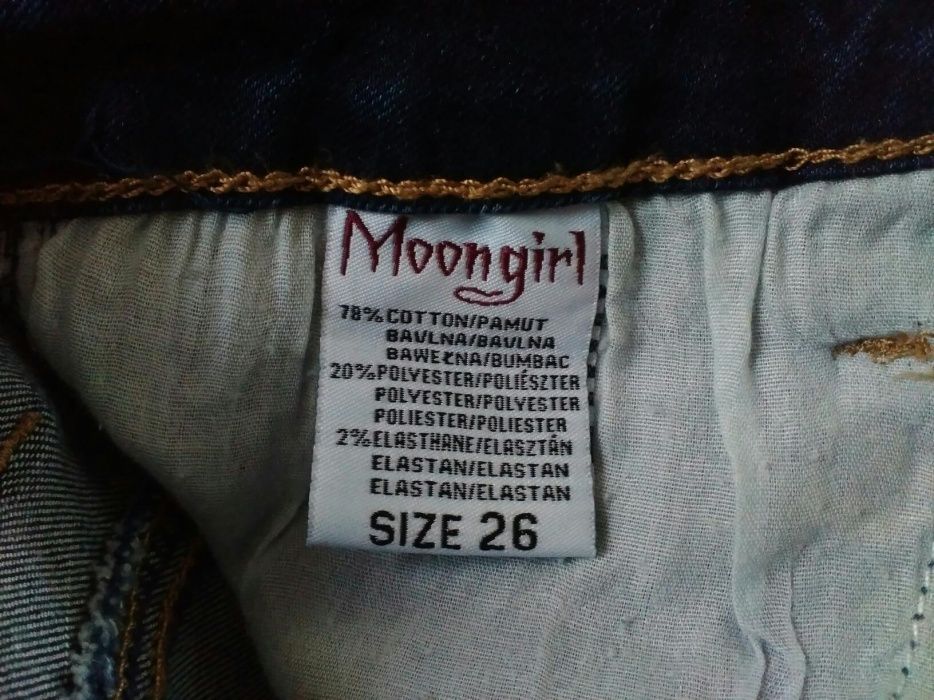 Moongirl
78% COTTON/PAMUT
BAVLNA/BAVLNA
BAWEŁNA/BUMBAC
20% POLYESTER/POLIÉSZTER
POLYESTER/POLYESTER
POLIESTER/POLIESTER
2% ELASTHANE/ELASZTÁN
ELASTAN/ELASTAN
ELASTAN/ELASTAN
SIZE 26